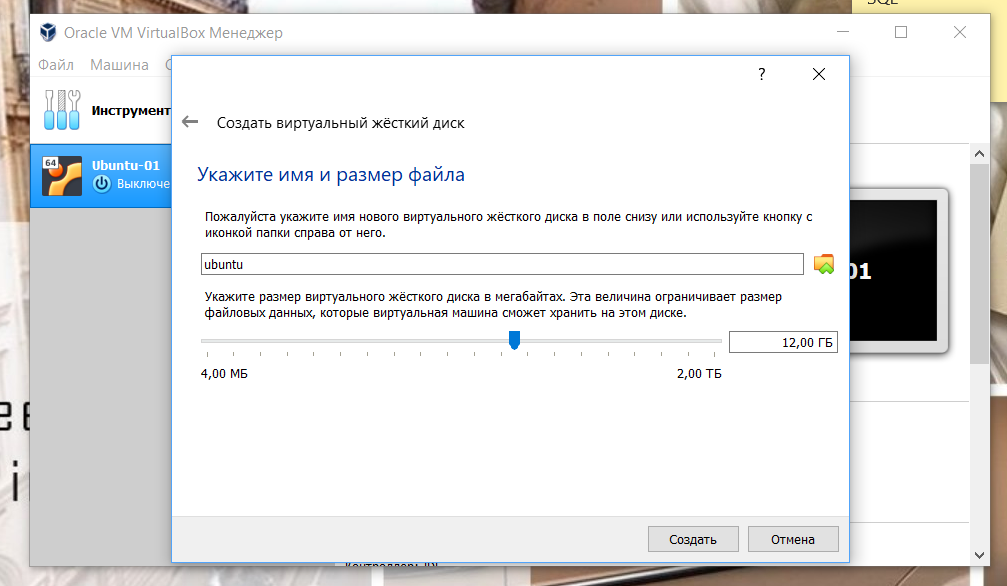 SQL
Oracle VM VirtualBox Менеджер
Файл Машина
?
Инструмент
Создать виртуальный жёсткий диск
64
Ubuntu-01
Выключе
Укажите имя и размер файла
Пожалуйста укажите имя нового виртуального жёсткого диска в поле снизу или используйте кнопку с
иконкой папки справа от него.
ubuntu
01
Укажите размер виртуального жёсткого диска в мегабайтах. Эта величина ограничивает размер
файловых данных, которые виртуальная машина сможет хранить на этом диске.
12,00 ГБ
4,00 МБ 2,00 ТБ
Создать Отмена